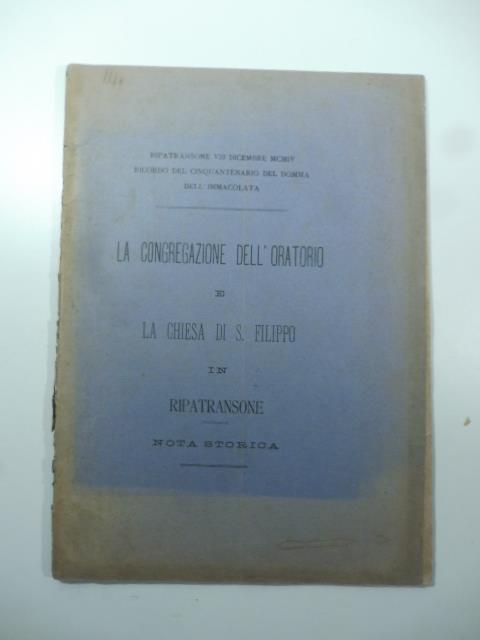 RIPATRANSONE VIII DICEMBRE MCMIV
RICORDO DEL CINQUANTENARIO DEL DOMMA
DELL'IMMACOLATA
LA CONGREGAZIONE DELL'ORATORIO
E
LA CHIESA DI S. FILIPPO
IN
RIPATRANSONE
NOTA STORICA